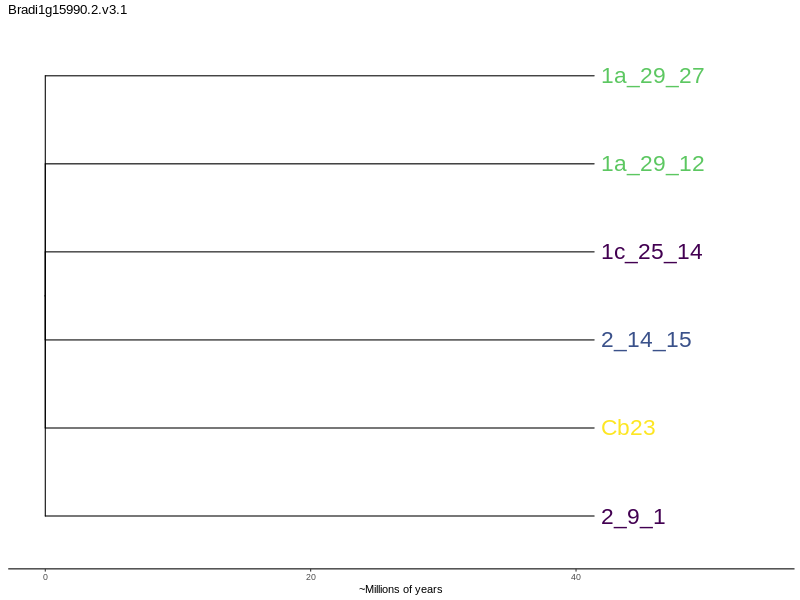 Bradi1g15990.2.v3.1
1a_29_27
1a_29_12
1c_25_14
2_14_15
Cb23
2_9_1
0 20 40
~Millions of years